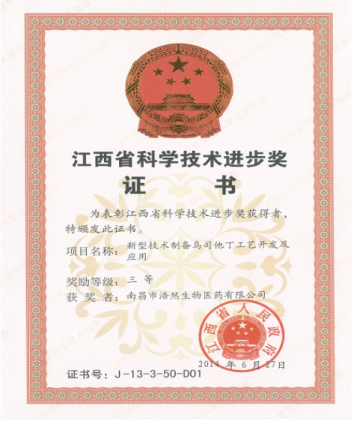 江西省科学技术进步奖
证 书
为表彰江西省科学技术进步奖获得者，
特颁发此证书。
项目名称： 新型技术制备乌司他丁工艺开发及
应用
奖励等级： 三 等
获 奖 者： 南昌市浩然生物医药有限公司
江西省人民政府
2014 年 6 月 27日
证书号：J-13-3-50-D01